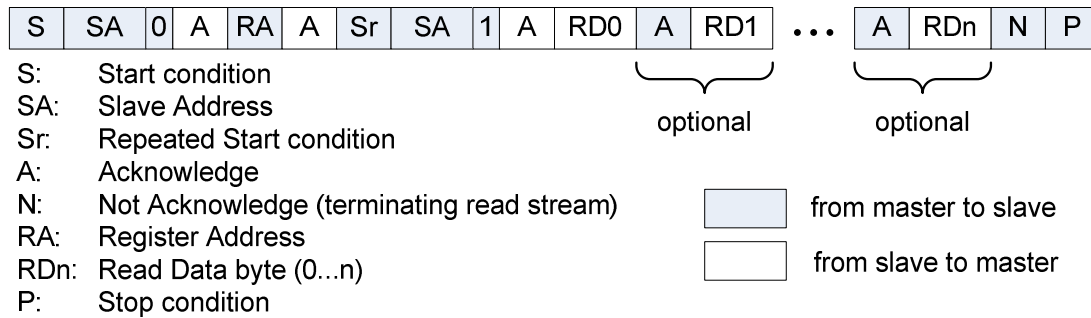 S SA 0 A RA A Sr SA 1 A RD0 A RD1 ... A RDn N P
optional optional
S: Start condition
SA: Slave Address
Sr: Repeated Start condition
A: Acknowledge
N: Not Acknowledge (terminating read stream)
RA: Register Address
RDn: Read Data byte (0...n)
P: Stop condition
from master to slave
from slave to master